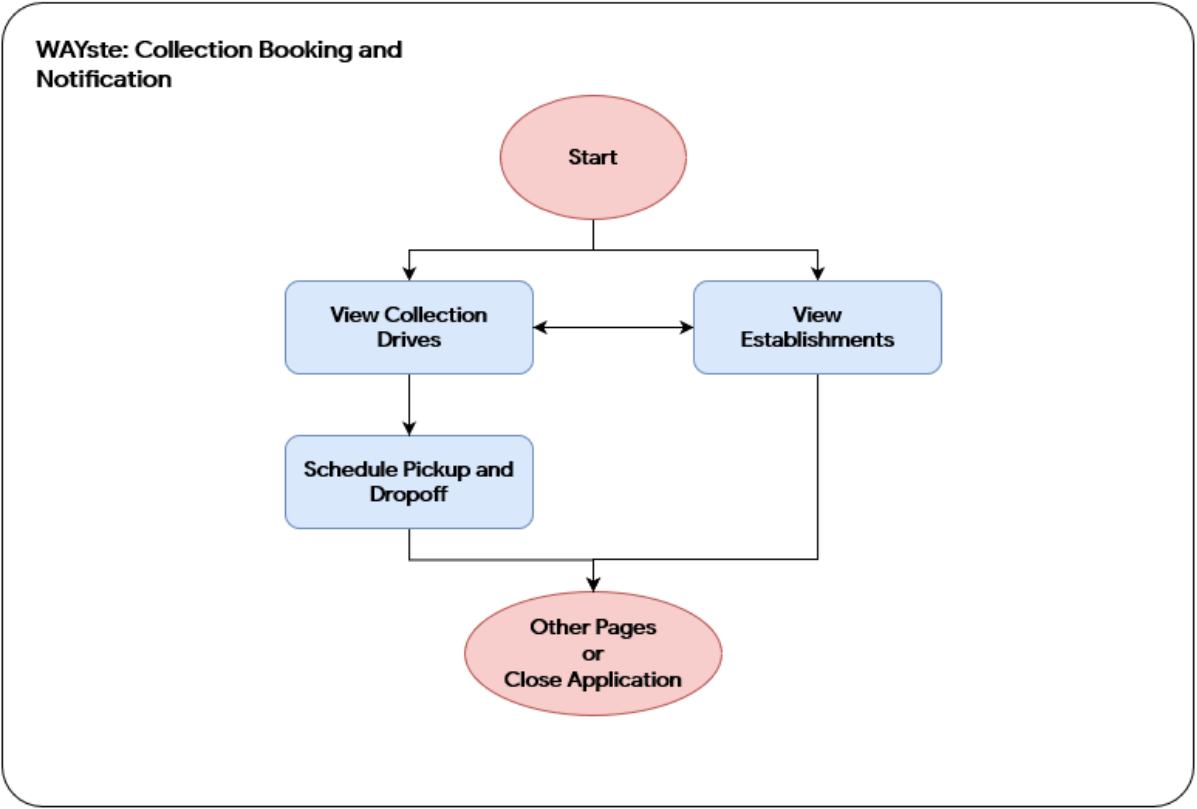 WAYste: Collection Booking and
Notification
Start
View Collection
Drives
View
Establishments
Schedule Pickup and
Dropoff
Other Pages
or
Close Application